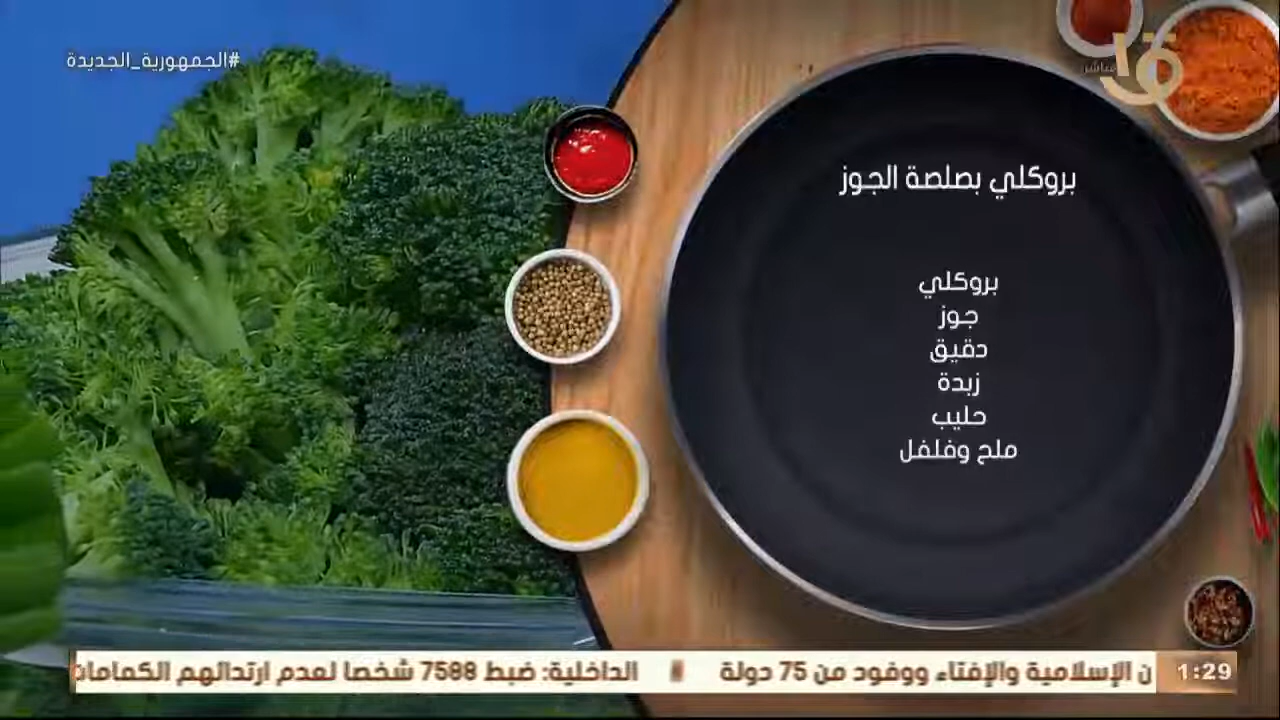 #الجمهورية_الجديدة
مباشر
بروكلي بصلصة الجوز
بروكلي
جوز
دقيق
زبدة
حليب
ملح وفلفل
ن الإسلامية والإفتاء ووفود من 75 دولة
الداخلية: ضبط 7588 شخصا لعدم ارتدائهم الكمامات
1:29